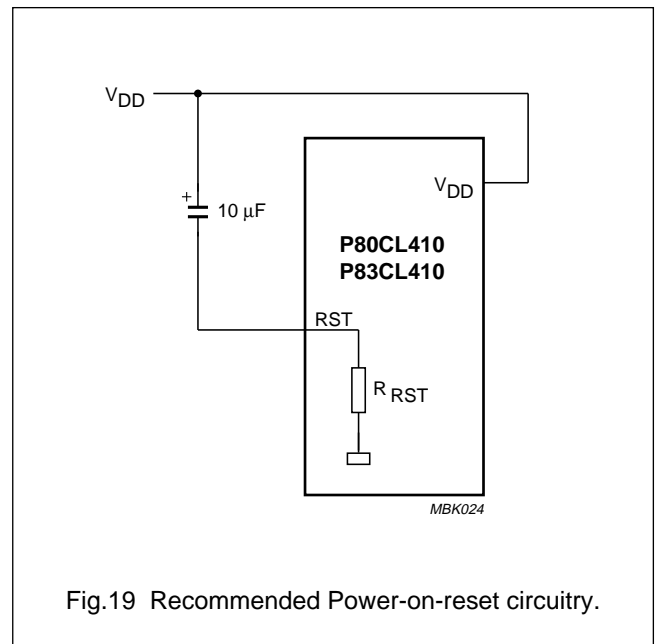 VDD
VDD
+
10 μF
P80CL410
P83CL410
RST
R RST
MBK024
Fig.19 Recommended Power-on-reset circuitry.